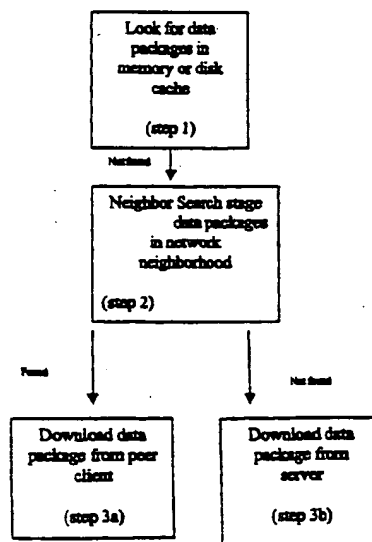 Look for data
packages in
memory or disk
cache
(step 1)
Not found
Neighbor Search stage
data packages
in network
neighborhood
(step 2)
Found
Not found
Download data
package from peer
client
(step 3a)
Download data
package from
server
(step 3b)